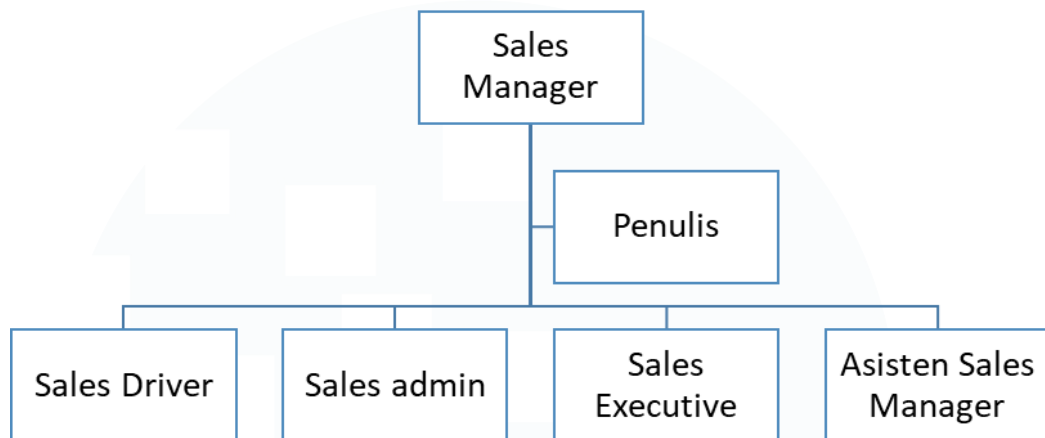 Sales
Manager
Penulis
Sales Driver
Sales admin
Sales
Executive
Asisten Sales
Manager